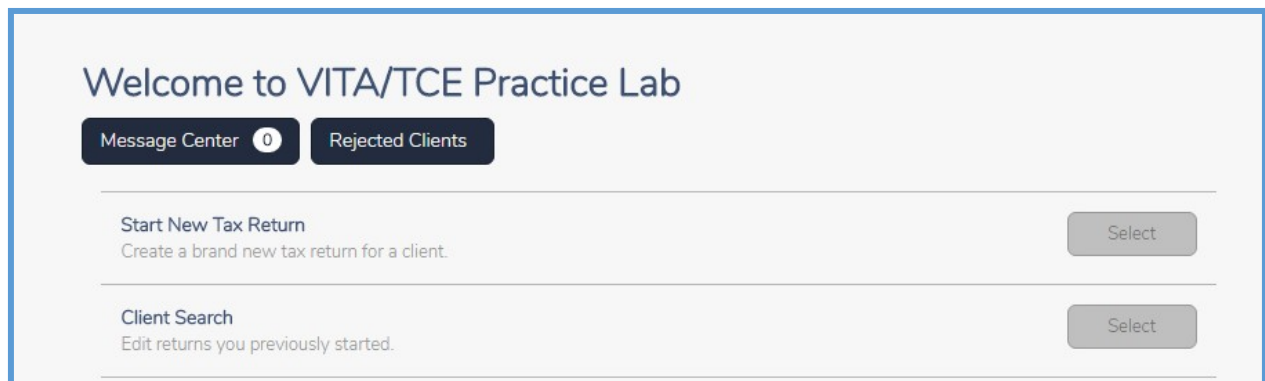 Welcome to VITA/TCE Practice Lab
Message Center 0 Rejected Clients
Start New Tax Return
Select
Create a brand new tax return for a client.
Client Search
Select
Edit returns you previously started.